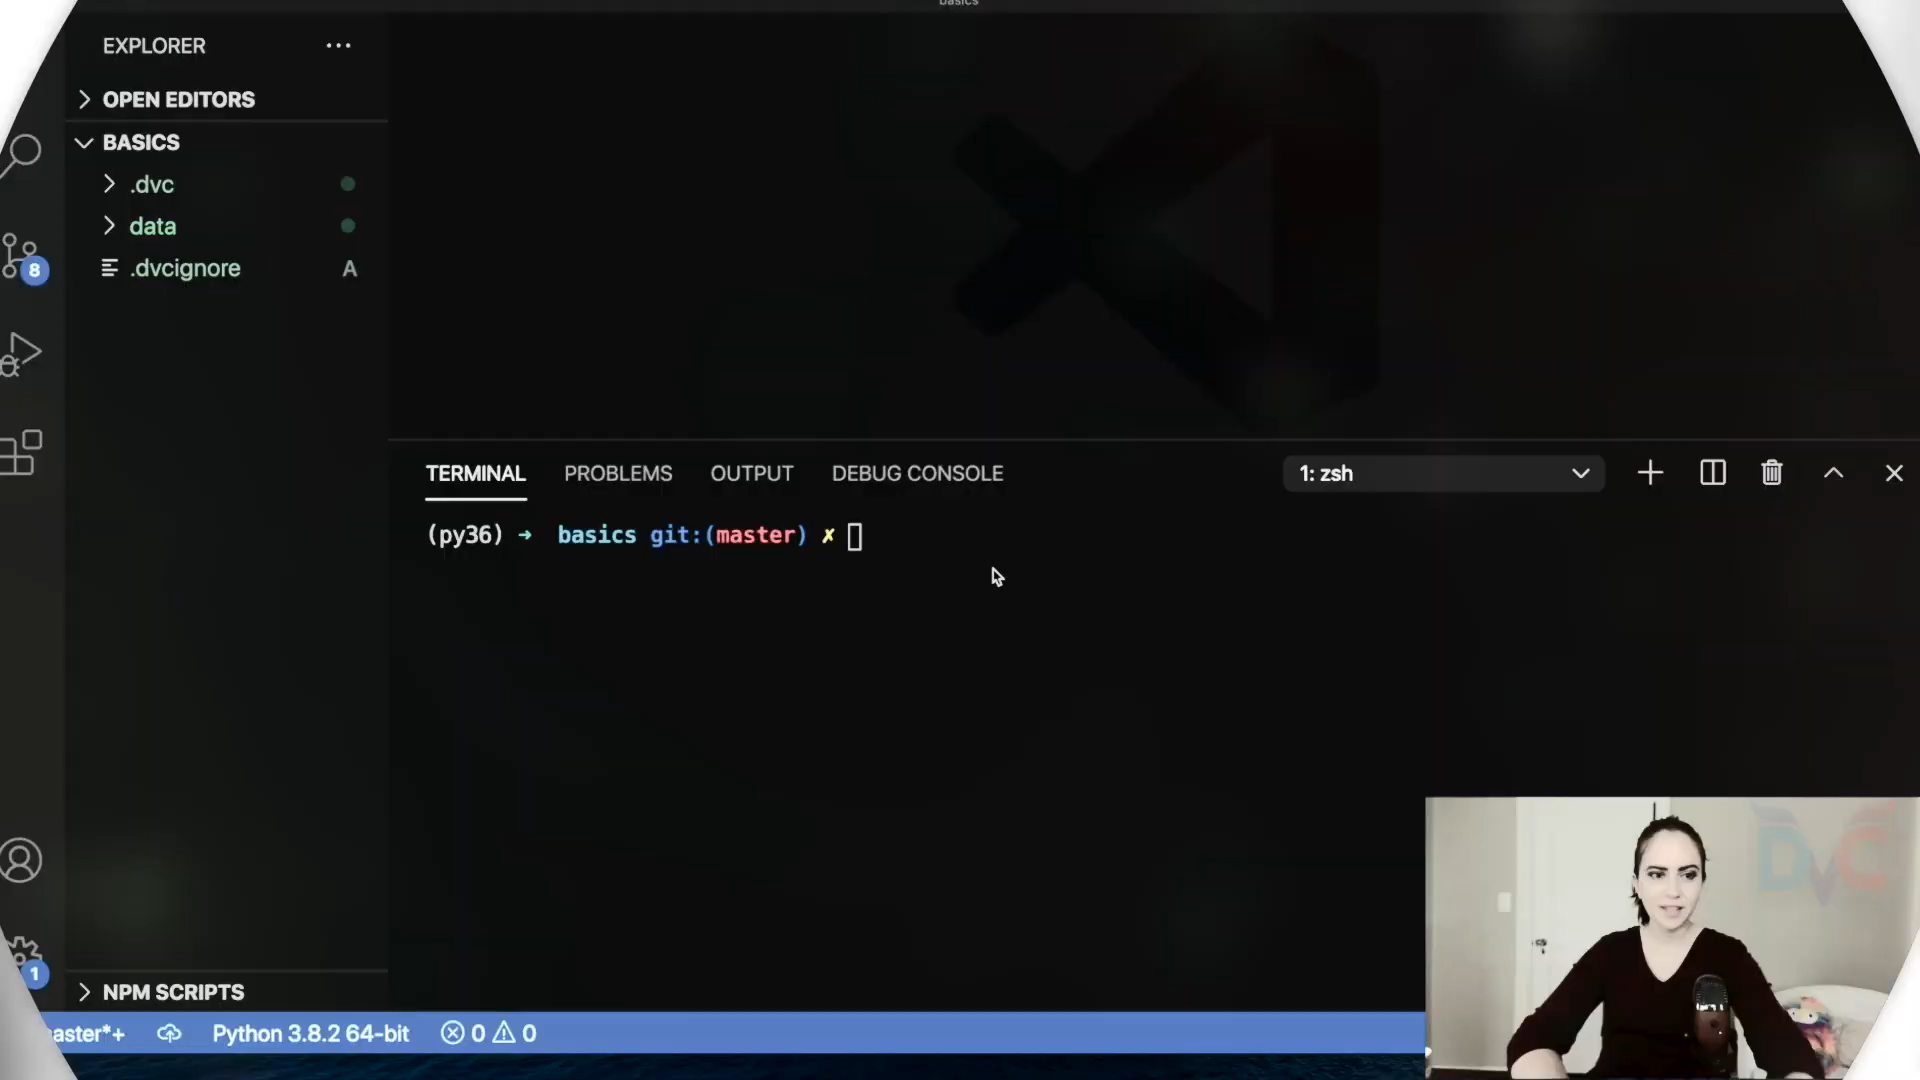 basics
EXPLORER
OPEN EDITORS
BASICS
.dvc
data
.dvcignore A
8
TERMINAL PROBLEMS OUTPUT DEBUG CONSOLE 1: zsh
(py36) ➜ basics git:(master) ✗
DVC
1
NPM SCRIPTS
aster*+ Python 3.8.2 64-bit 0 0